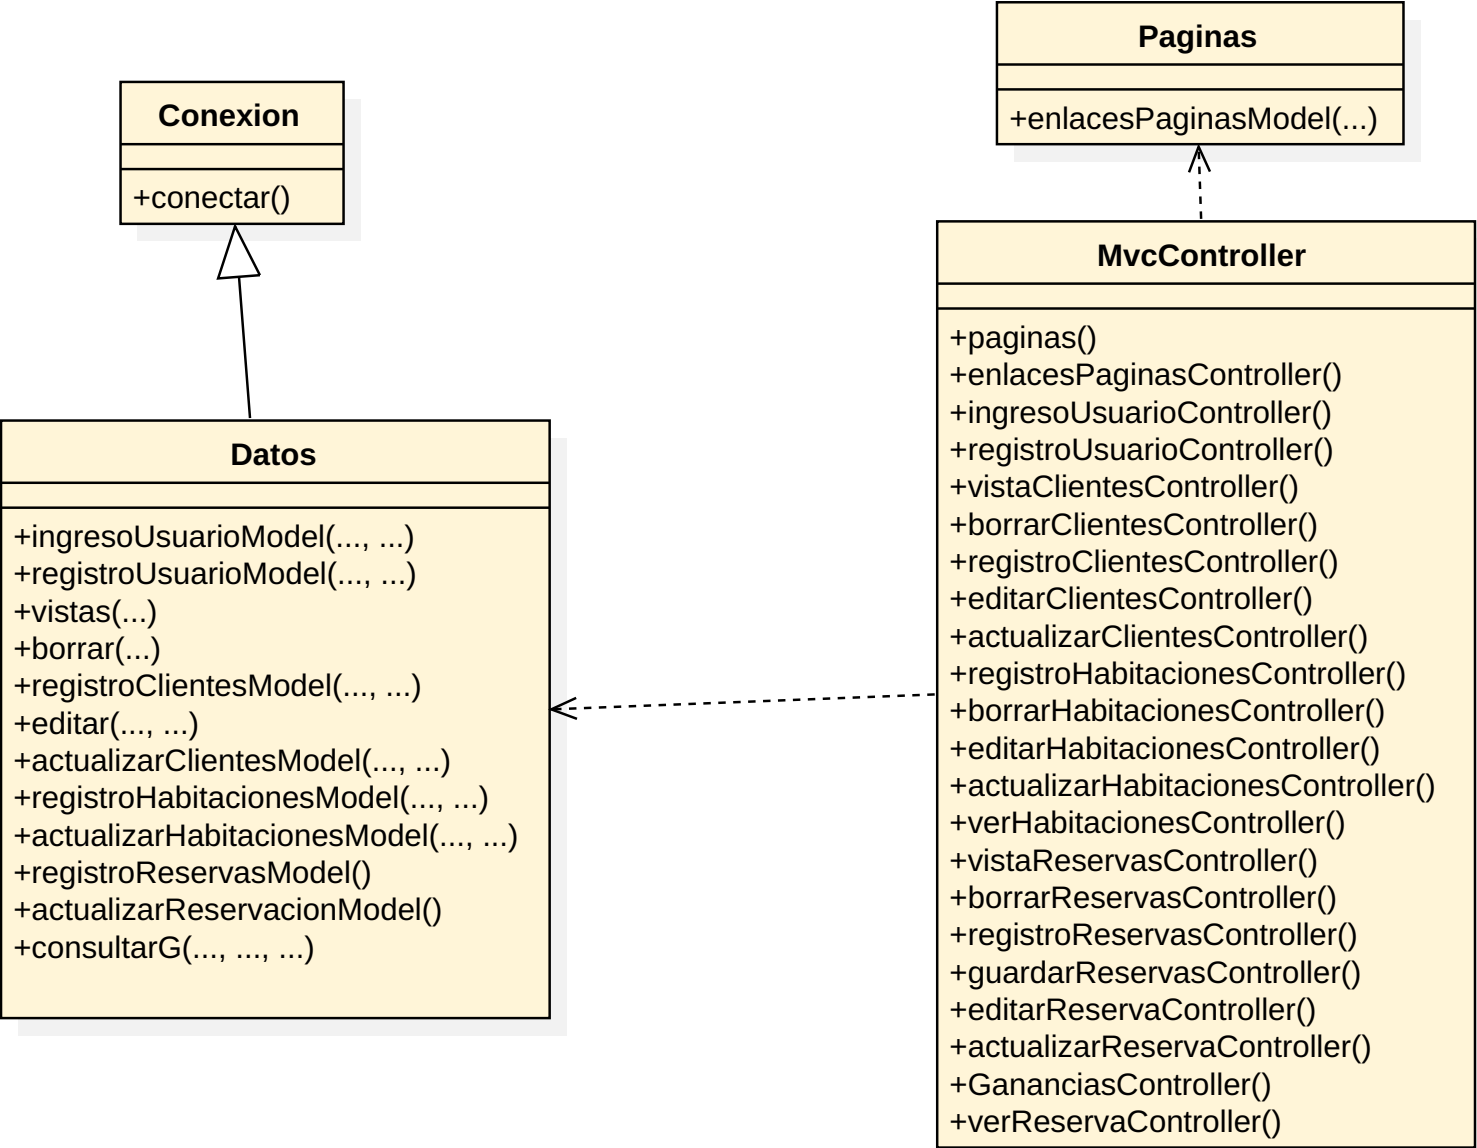 Paginas
+enlacesPaginasModel(...)
Conexion
+conectar()
MvcController
+paginas()
+enlacesPaginasController()
+ingresoUsuarioController()
+registroUsuarioController()
+vistaClientesController()
+borrarClientesController()
+registroClientesController()
+editarClientesController()
+actualizarClientesController()
+registroHabitacionesController()
+borrarHabitacionesController()
+editarHabitacionesController()
+actualizarHabitacionesController()
+verHabitacionesController()
+vistaReservasController()
+borrarReservasController()
+registroReservasController()
+guardarReservasController()
+editarReservaController()
+actualizarReservaController()
+GananciasController()
+verReservaController()
Datos
+ingresoUsuarioModel(..., ...)
+registroUsuarioModel(..., ...)
+vistas(...)
+borrar(...)
+registroClientesModel(..., ...)
+editar(..., ...)
+actualizarClientesModel(..., ...)
+registroHabitacionesModel(..., ...)
+actualizarHabitacionesModel(..., ...)
+registroReservasModel()
+actualizarReservacionModel()
+consultarG(..., ..., ...)